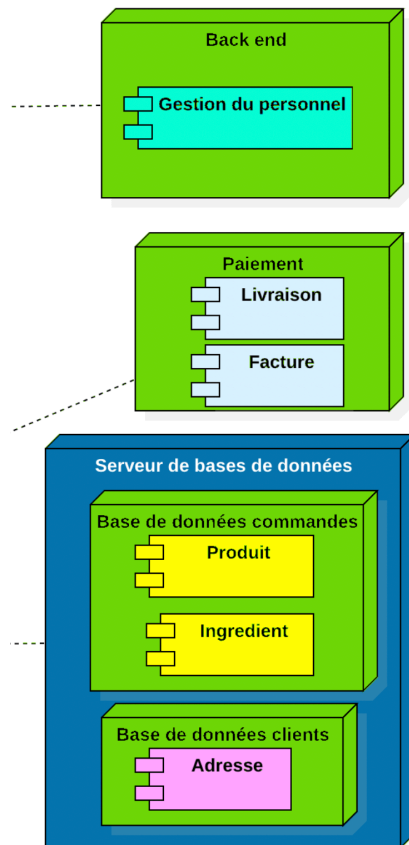 Back end
Gestion du personnel
Paiement
Livraison
Facture
Serveur de bases de données
Base de données commandes
Produit
Ingredient
Base de données clients
Adresse